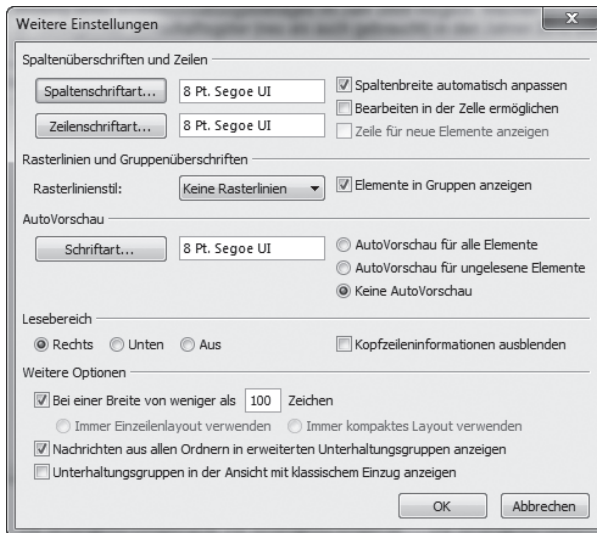 Weitere Einstellungen
Spaltenüberschriften und Zeilen
Spaltenschriftart... 8 Pt. Segoe UI Spaltenbreite automatisch anpassen
Bearbeiten in der Zelle ermöglichen
Zeilenschriftart... 8 Pt. Segoe UI Zeile für neue Elemente anzeigen
Rasterlinien und Gruppenüberschriften
Rasterlinienstil: Keine Rasterlinien Elemente in Gruppen anzeigen
AutoVorschau
Schriftart... 8 Pt. Segoe UI AutoVorschau für alle Elemente
AutoVorschau für ungelesene Elemente
Keine AutoVorschau
Lesebereich
Rechts Unten Aus Kopfzeileninformationen ausblenden
Weitere Optionen
Bei einer Breite von weniger als 100 Zeichen
Immer Einzeilenlayout verwenden Immer kompaktes Layout verwenden
Nachrichten aus allen Ordnern in erweiterten Unterhaltungsgruppen anzeigen
Unterhaltungsgruppen in der Ansicht mit klassischem Einzug anzeigen
OK Abbrechen